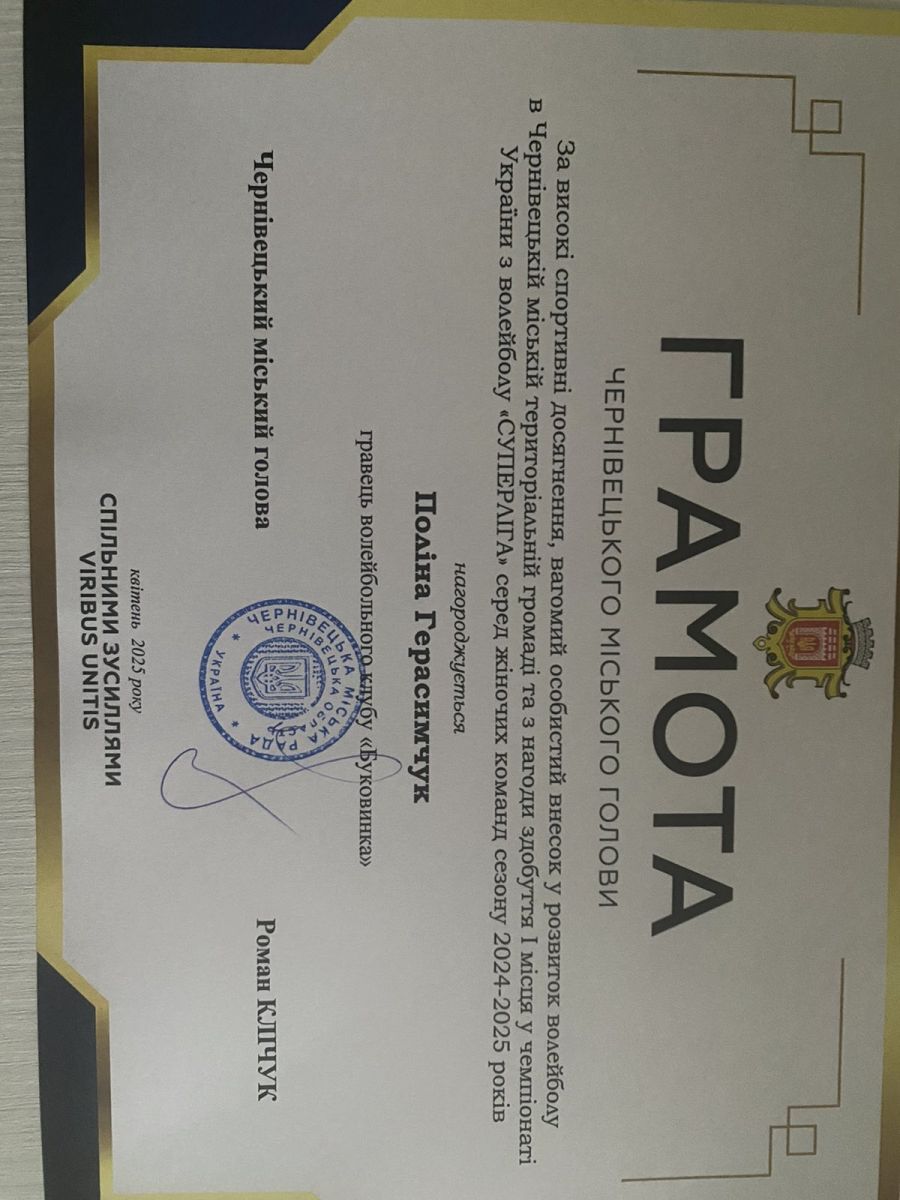 ГРАМОТА
ЧЕРНІВЕЦЬКОГО МІСЬКОГО ГОЛОВИ
За високі спортивні досягнення, вагомий особистий внесок у розвиток волейболу
в Чернівецькій міській територіальній громаді та з нагоди здобуття І місця у чемпіонаті
України з волейболу «СУПЕРЛІГА» серед жіночих команд сезону 2024-2025 років
нагороджується
Поліна Герасимчук
гравець волейбольного клубу «Буковинка»
Чернівецький міський голова
Роман КЛІЧУК
ЧЕРНІВЕЦЬКА МІСЬКА РАДА
ЧЕРНІВЕЦЬКА ОБЛАСТЬ
* УКРАЇНА *
квітень 2025 року
СПІЛЬНИМИ ЗУСИЛЛЯМИ
VIRIBUS UNITIS